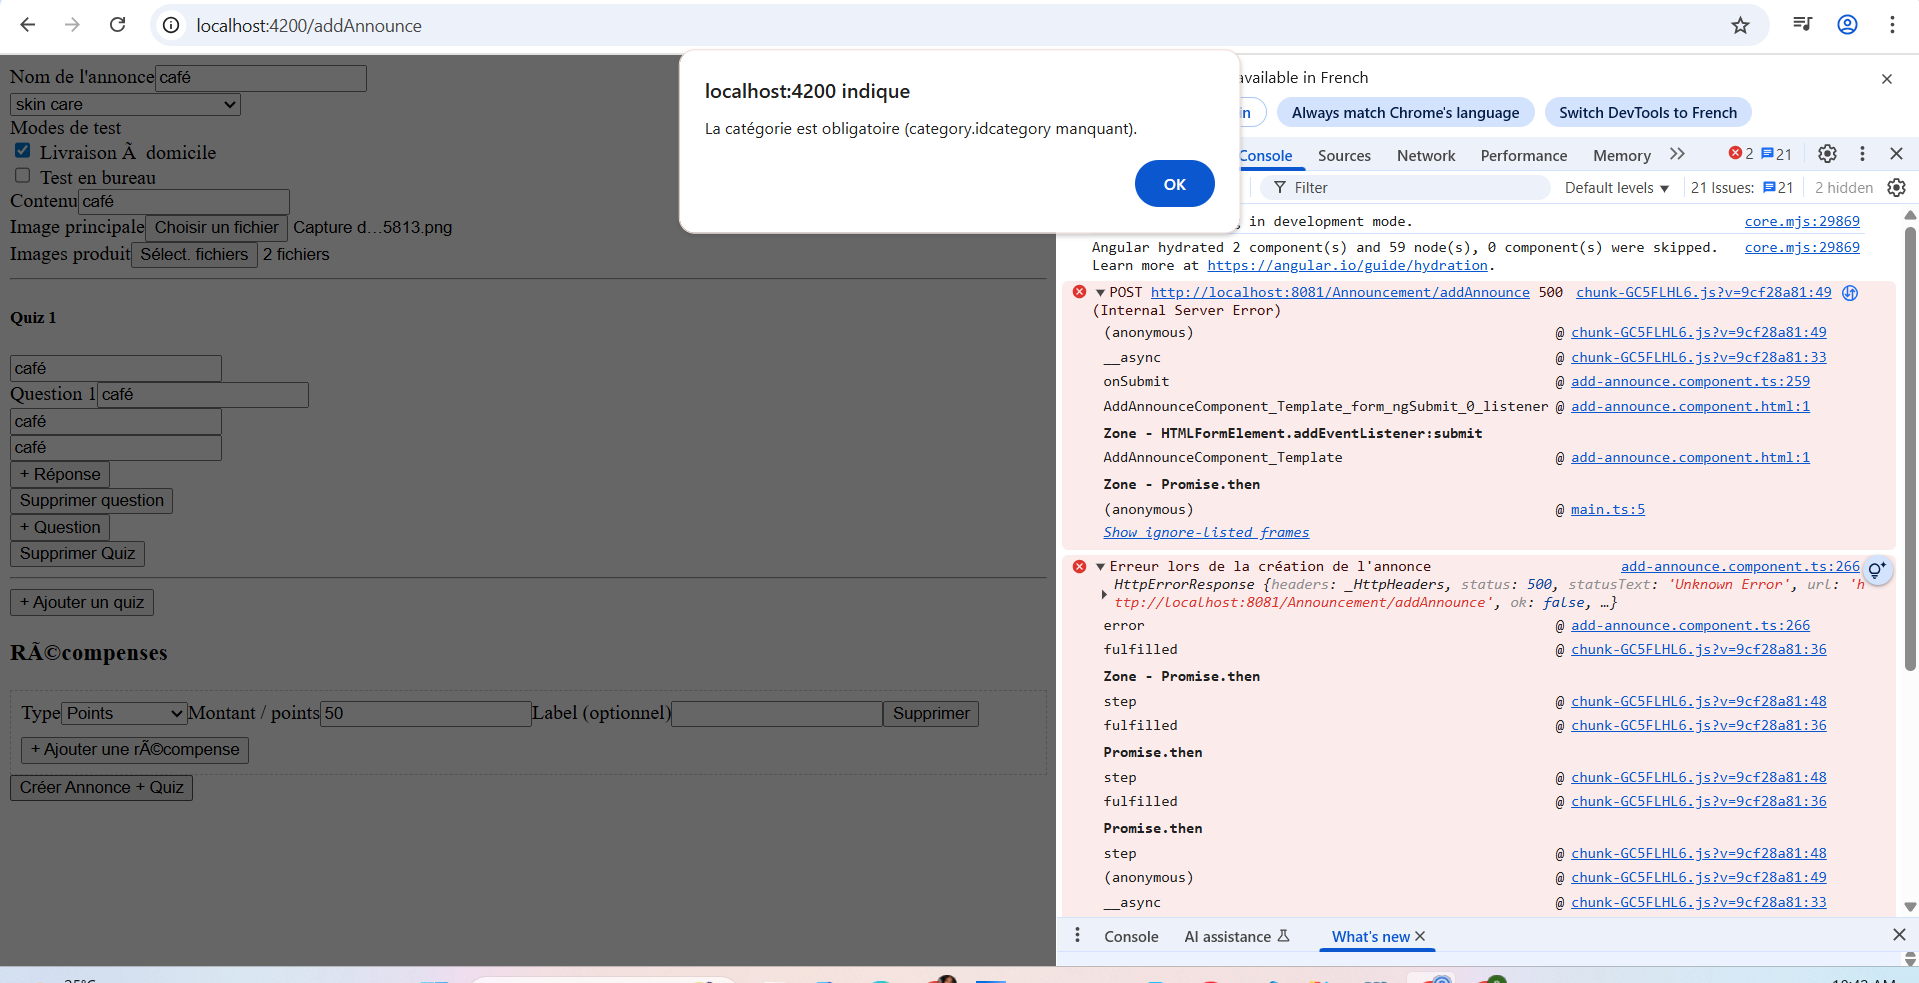 localhost:4200/addAnnounce
localhost:4200 indique
La catégorie est obligatoire (category.idcategory manquant).
OK
Nom de l'annonce café
skin care
Modes de test
Livraison Ã  domicile
Test en bureau
Contenu café
Image principale Choisir un fichier Capture d…5813.png
Images produit Sélect. fichiers 2 fichiers
Quiz 1
café
Question 1 café
café
café
+ Réponse
Supprimer question
+ Question
Supprimer Quiz
+ Ajouter un quiz
RÃ©compenses
Type Points Montant / points 50 Label (optionnel) Supprimer
+ Ajouter une rÃ©compense
Créer Annonce + Quiz
available in French
Always match Chrome's language Switch DevTools to French
Console Sources Network Performance Memory 2 21
Filter Default levels 21 Issues: 21 2 hidden
in development mode. core.mjs:29869
Angular hydrated 2 component(s) and 59 node(s), 0 component(s) were skipped. core.mjs:29869
Learn more at https://angular.io/guide/hydration.
POST http://localhost:8081/Announcement/addAnnounce 500 chunk-GC5FLHL6.js?v=9cf28a81:49
(Internal Server Error)
(anonymous) @ chunk-GC5FLHL6.js?v=9cf28a81:49
__async @ chunk-GC5FLHL6.js?v=9cf28a81:33
onSubmit @ add-announce.component.ts:259
AddAnnounceComponent_Template_form_ngSubmit_0_listener @ add-announce.component.html:1
Zone - HTMLFormElement.addEventListener:submit
AddAnnounceComponent_Template @ add-announce.component.html:1
Zone - Promise.then
(anonymous) @ main.ts:5
Show ignore-listed frames
Erreur lors de la création de l'annonce add-announce.component.ts:266
HttpErrorResponse {headers: _HttpHeaders, status: 500, statusText: 'Unknown Error', url: 'h
ttp://localhost:8081/Announcement/addAnnounce', ok: false, …}
error @ add-announce.component.ts:266
fulfilled @ chunk-GC5FLHL6.js?v=9cf28a81:36
Zone - Promise.then
step @ chunk-GC5FLHL6.js?v=9cf28a81:48
fulfilled @ chunk-GC5FLHL6.js?v=9cf28a81:36
Promise.then
step @ chunk-GC5FLHL6.js?v=9cf28a81:48
fulfilled @ chunk-GC5FLHL6.js?v=9cf28a81:36
Promise.then
step @ chunk-GC5FLHL6.js?v=9cf28a81:48
(anonymous) @ chunk-GC5FLHL6.js?v=9cf28a81:49
__async @ chunk-GC5FLHL6.js?v=9cf28a81:33
Console AI assistance What's new